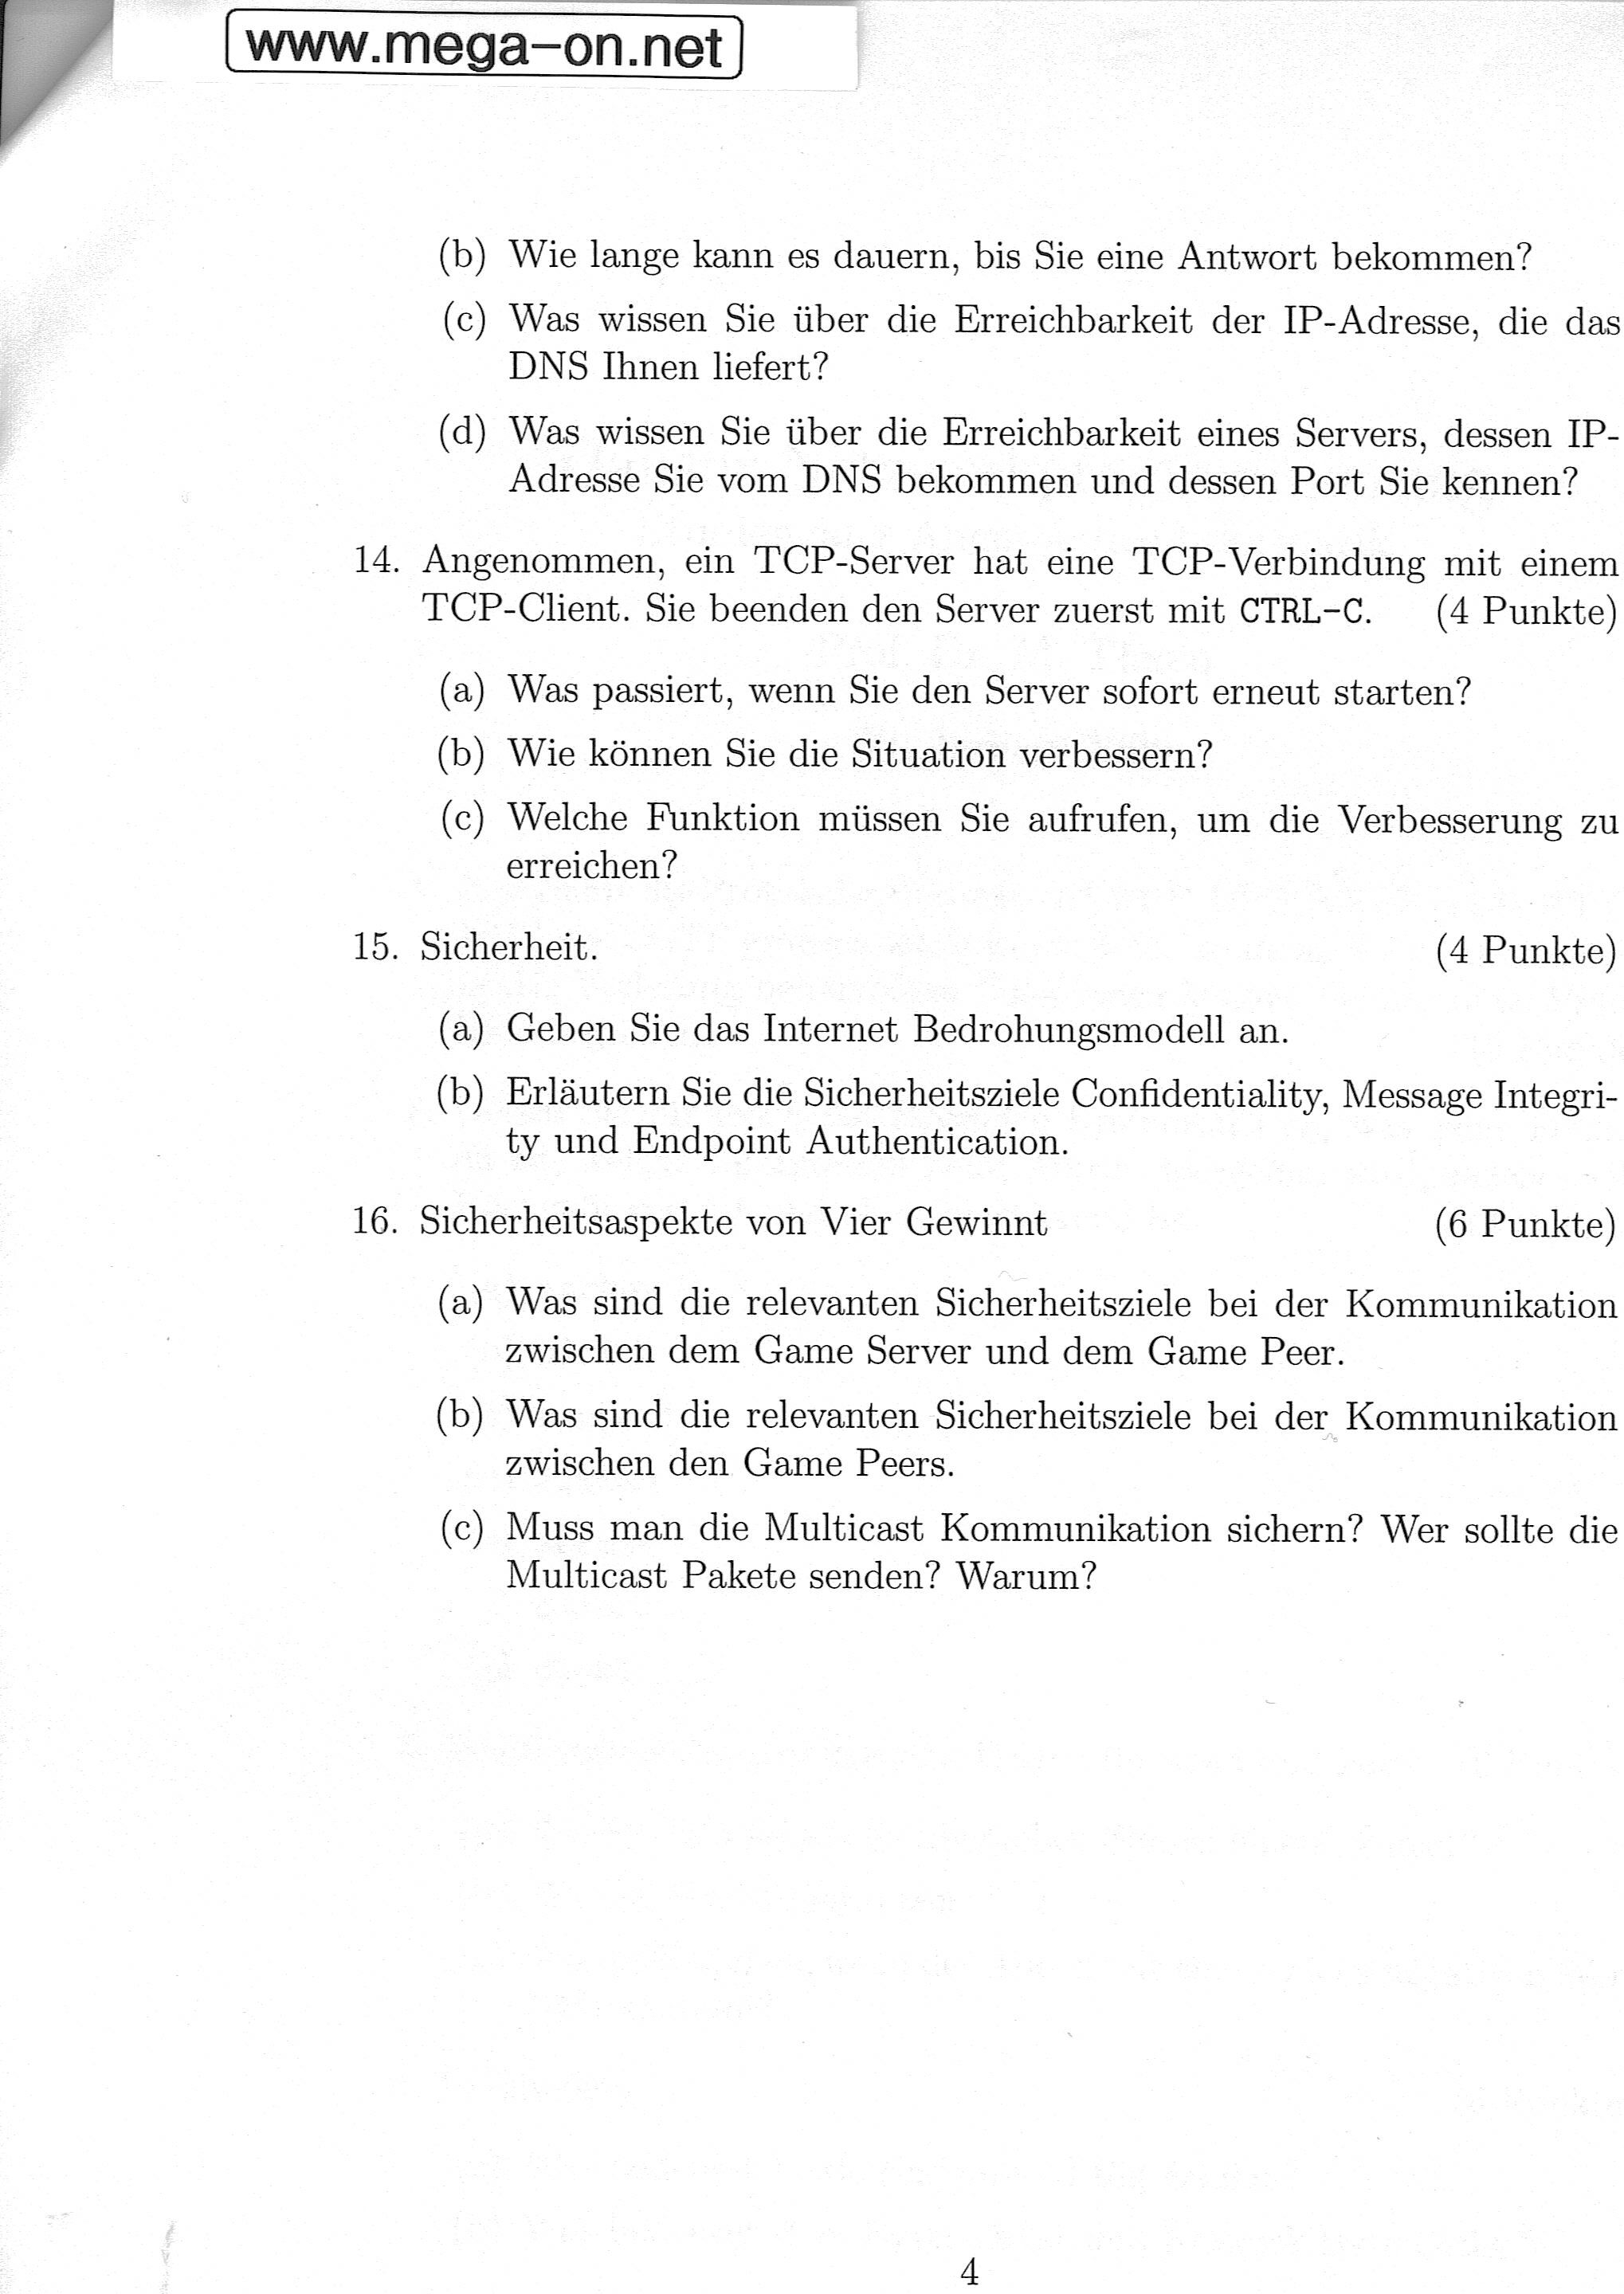 www.mega-on.net
(b) Wie lange kann es dauern, bis Sie eine Antwort bekommen?
(c) Was wissen Sie über die Erreichbarkeit der IP-Adresse, die das
DNS Ihnen liefert?
(d) Was wissen Sie über die Erreichbarkeit eines Servers, dessen IP-
Adresse Sie vom DNS bekommen und dessen Port Sie kennen?
14. Angenommen, ein TCP-Server hat eine TCP-Verbindung mit einem
TCP-Client. Sie beenden den Server zuerst mit CTRL-C. (4 Punkte)
(a) Was passiert, wenn Sie den Server sofort erneut starten?
(b) Wie können Sie die Situation verbessern?
(c) Welche Funktion müssen Sie aufrufen, um die Verbesserung zu
erreichen?
15. Sicherheit. (4 Punkte)
(a) Geben Sie das Internet Bedrohungsmodell an.
(b) Erläutern Sie die Sicherheitsziele Confidentiality, Message Integri-
ty und Endpoint Authentication.
16. Sicherheitsaspekte von Vier Gewinnt (6 Punkte)
(a) Was sind die relevanten Sicherheitsziele bei der Kommunikation
zwischen dem Game Server und dem Game Peer.
(b) Was sind die relevanten Sicherheitsziele bei der Kommunikation
zwischen den Game Peers.
(c) Muss man die Multicast Kommunikation sichern? Wer sollte die
Multicast Pakete senden? Warum?
4